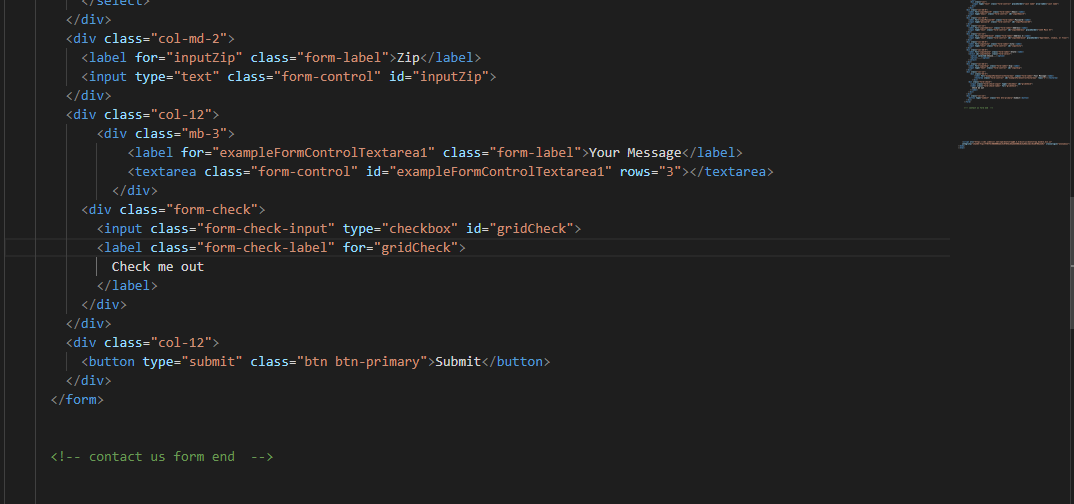 </select>
</div>
<div class="col-md-2">
<label for="inputZip" class="form-label">Zip</label>
<input type="text" class="form-control" id="inputZip">
</div>
<div class="col-12">
<div class="mb-3">
<label for="exampleFormControlTextarea1" class="form-label">Your Message</label>
<textarea class="form-control" id="exampleFormControlTextarea1" rows="3"></textarea>
</div>
<div class="form-check">
<input class="form-check-input" type="checkbox" id="gridCheck">
<label class="form-check-label" for="gridCheck">
Check me out
</label>
</div>
</div>
<div class="col-12">
<button type="submit" class="btn btn-primary">Submit</button>
</div>
</form>
<!-- contact us form end  -->